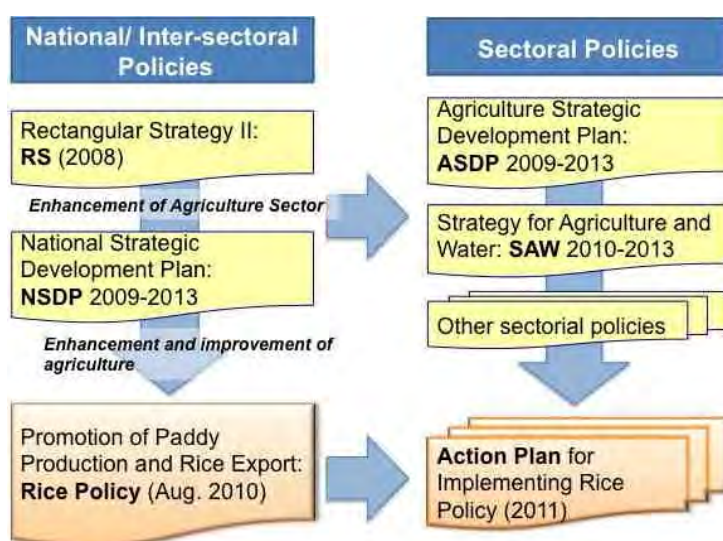 National/ Inter-sectoral
Policies
Rectangular Strategy II:
RS (2008)
Enhancement of Agriculture Sector
National Strategic
Development Plan:
NSDP 2009-2013
Enhancement and improvement of
agriculture
Promotion of Paddy
Production and Rice Export:
Rice Policy (Aug. 2010)
Sectoral Policies
Agriculture Strategic
Development Plan:
ASDP 2009-2013
Strategy for Agriculture and
Water: SAW 2010-2013
Other sectorial policies
Action Plan for
Implementing Rice
Policy (2011)